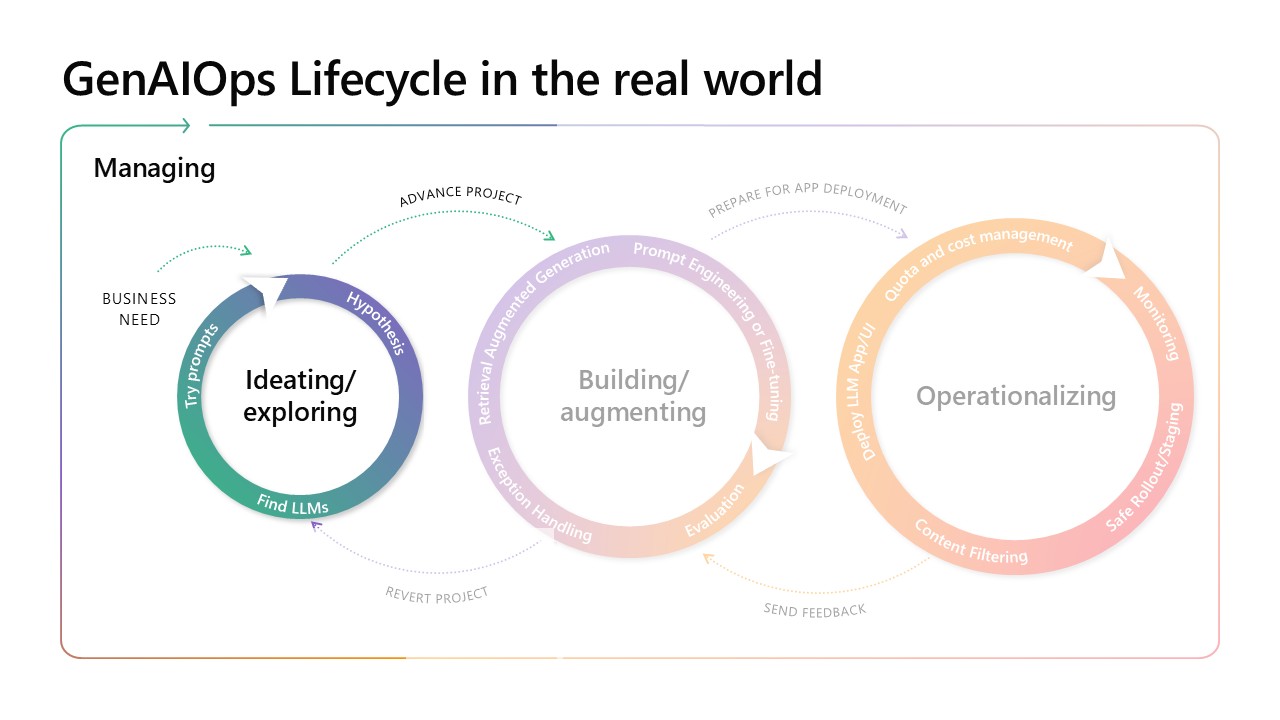 GenAIOps Lifecycle in the real world
Managing
ADVANCE PROJECT
PREPARE FOR APP DEPLOYMENT
BUSINESS
NEED
Try prompts
Hypothesis
Find LLMs
Ideating/
exploring
Retrieval Augmented Generation
Prompt Engineering or Fine-tuning
Exception Handling
Evaluation
Building/
augmenting
Quota and cost management
Monitoring
Deploy LLM App/UI
Safe Rollout/Staging
Content Filtering
Operationalizing
REVERT PROJECT
SEND FEEDBACK